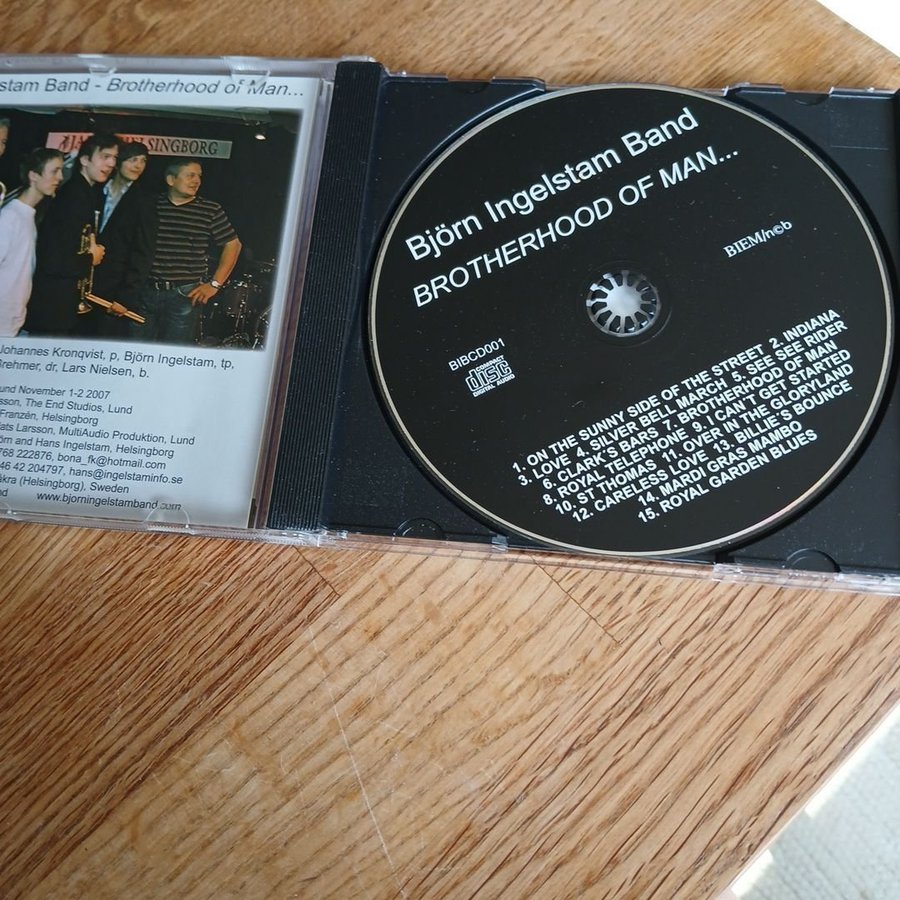 stam Band - Brotherhood of Man...
HELSINGBORG
Johannes Kronqvist, p, Björn Ingelstam, tp,
Brehmer, dr, Lars Nielsen, b.
und November 1-2 2007
sson, The End Studios, Lund
Franzén, Helsingborg
ats Larsson, MultiAudio Produktion, Lund
örn and Hans Ingelstam, Helsingborg
768 222876, bona_fk@hotmail.com
46 42 204797, hans@ingelstaminfo.se
åkra (Helsingborg), Sweden
nd www.bjorningelstamband.com
Björn Ingelstam Band
BROTHERHOOD OF MAN...
BIEM/n©b
BIBCD001
COMPACT
disc
DIGITAL AUDIO
1. ON THE SUNNY SIDE OF THE STREET 2. INDIANA
3. LOVE 4. SILVER BELL MARCH 5. SEE SEE RIDER
6. CLARK'S BARS 7. BROTHERHOOD OF MAN
8. ROYAL TELEPHONE 9. I CAN'T GET STARTED
10. ST THOMAS 11. OVER IN THE GLORYLAND
12. CARELESS LOVE 13. BILLIE'S BOUNCE
14. MARDI GRAS MAMBO
15. ROYAL GARDEN BLUES